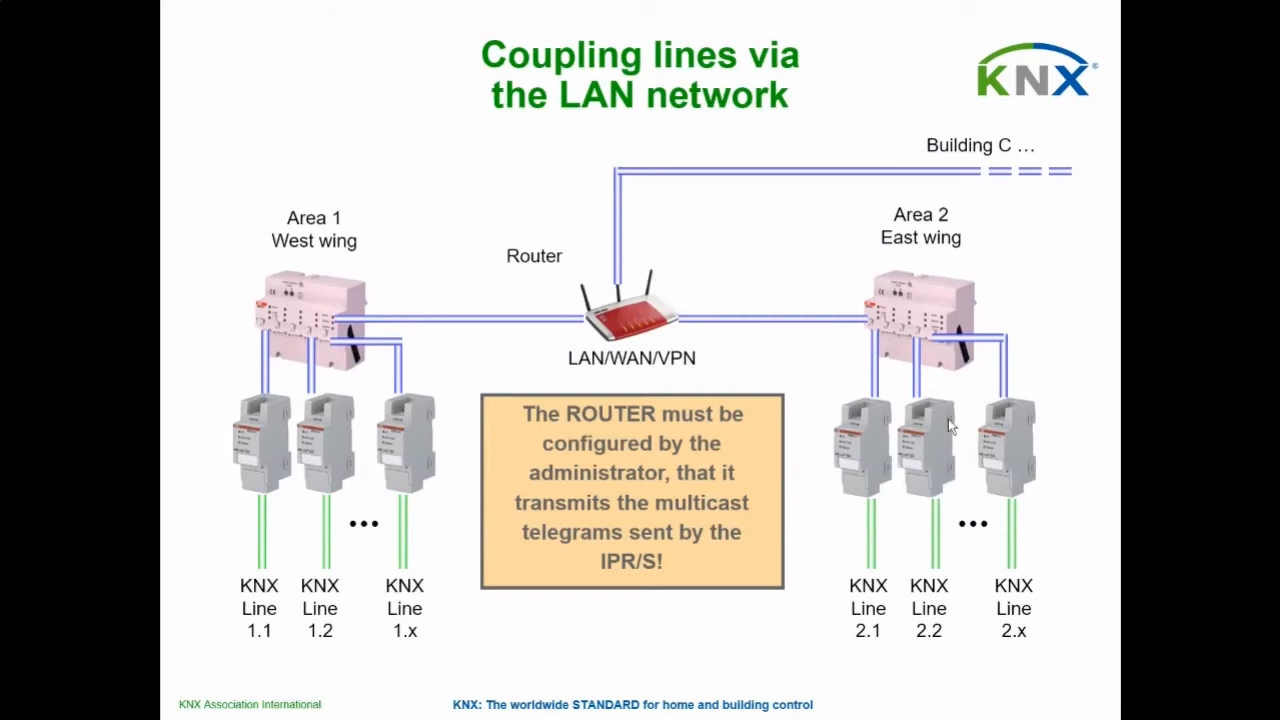 Coupling lines via
the LAN network
KNX®
Building C ...
Area 1
West wing
Router
Area 2
East wing
LAN/WAN/VPN
The ROUTER must be
configured by the
administrator, that it
transmits the multicast
telegrams sent by the
IPR/S!
...
...
KNX
Line
1.1
KNX
Line
1.2
KNX
Line
1.x
KNX
Line
2.1
KNX
Line
2.2
KNX
Line
2.x
KNX Association International
KNX: The worldwide STANDARD for home and building control